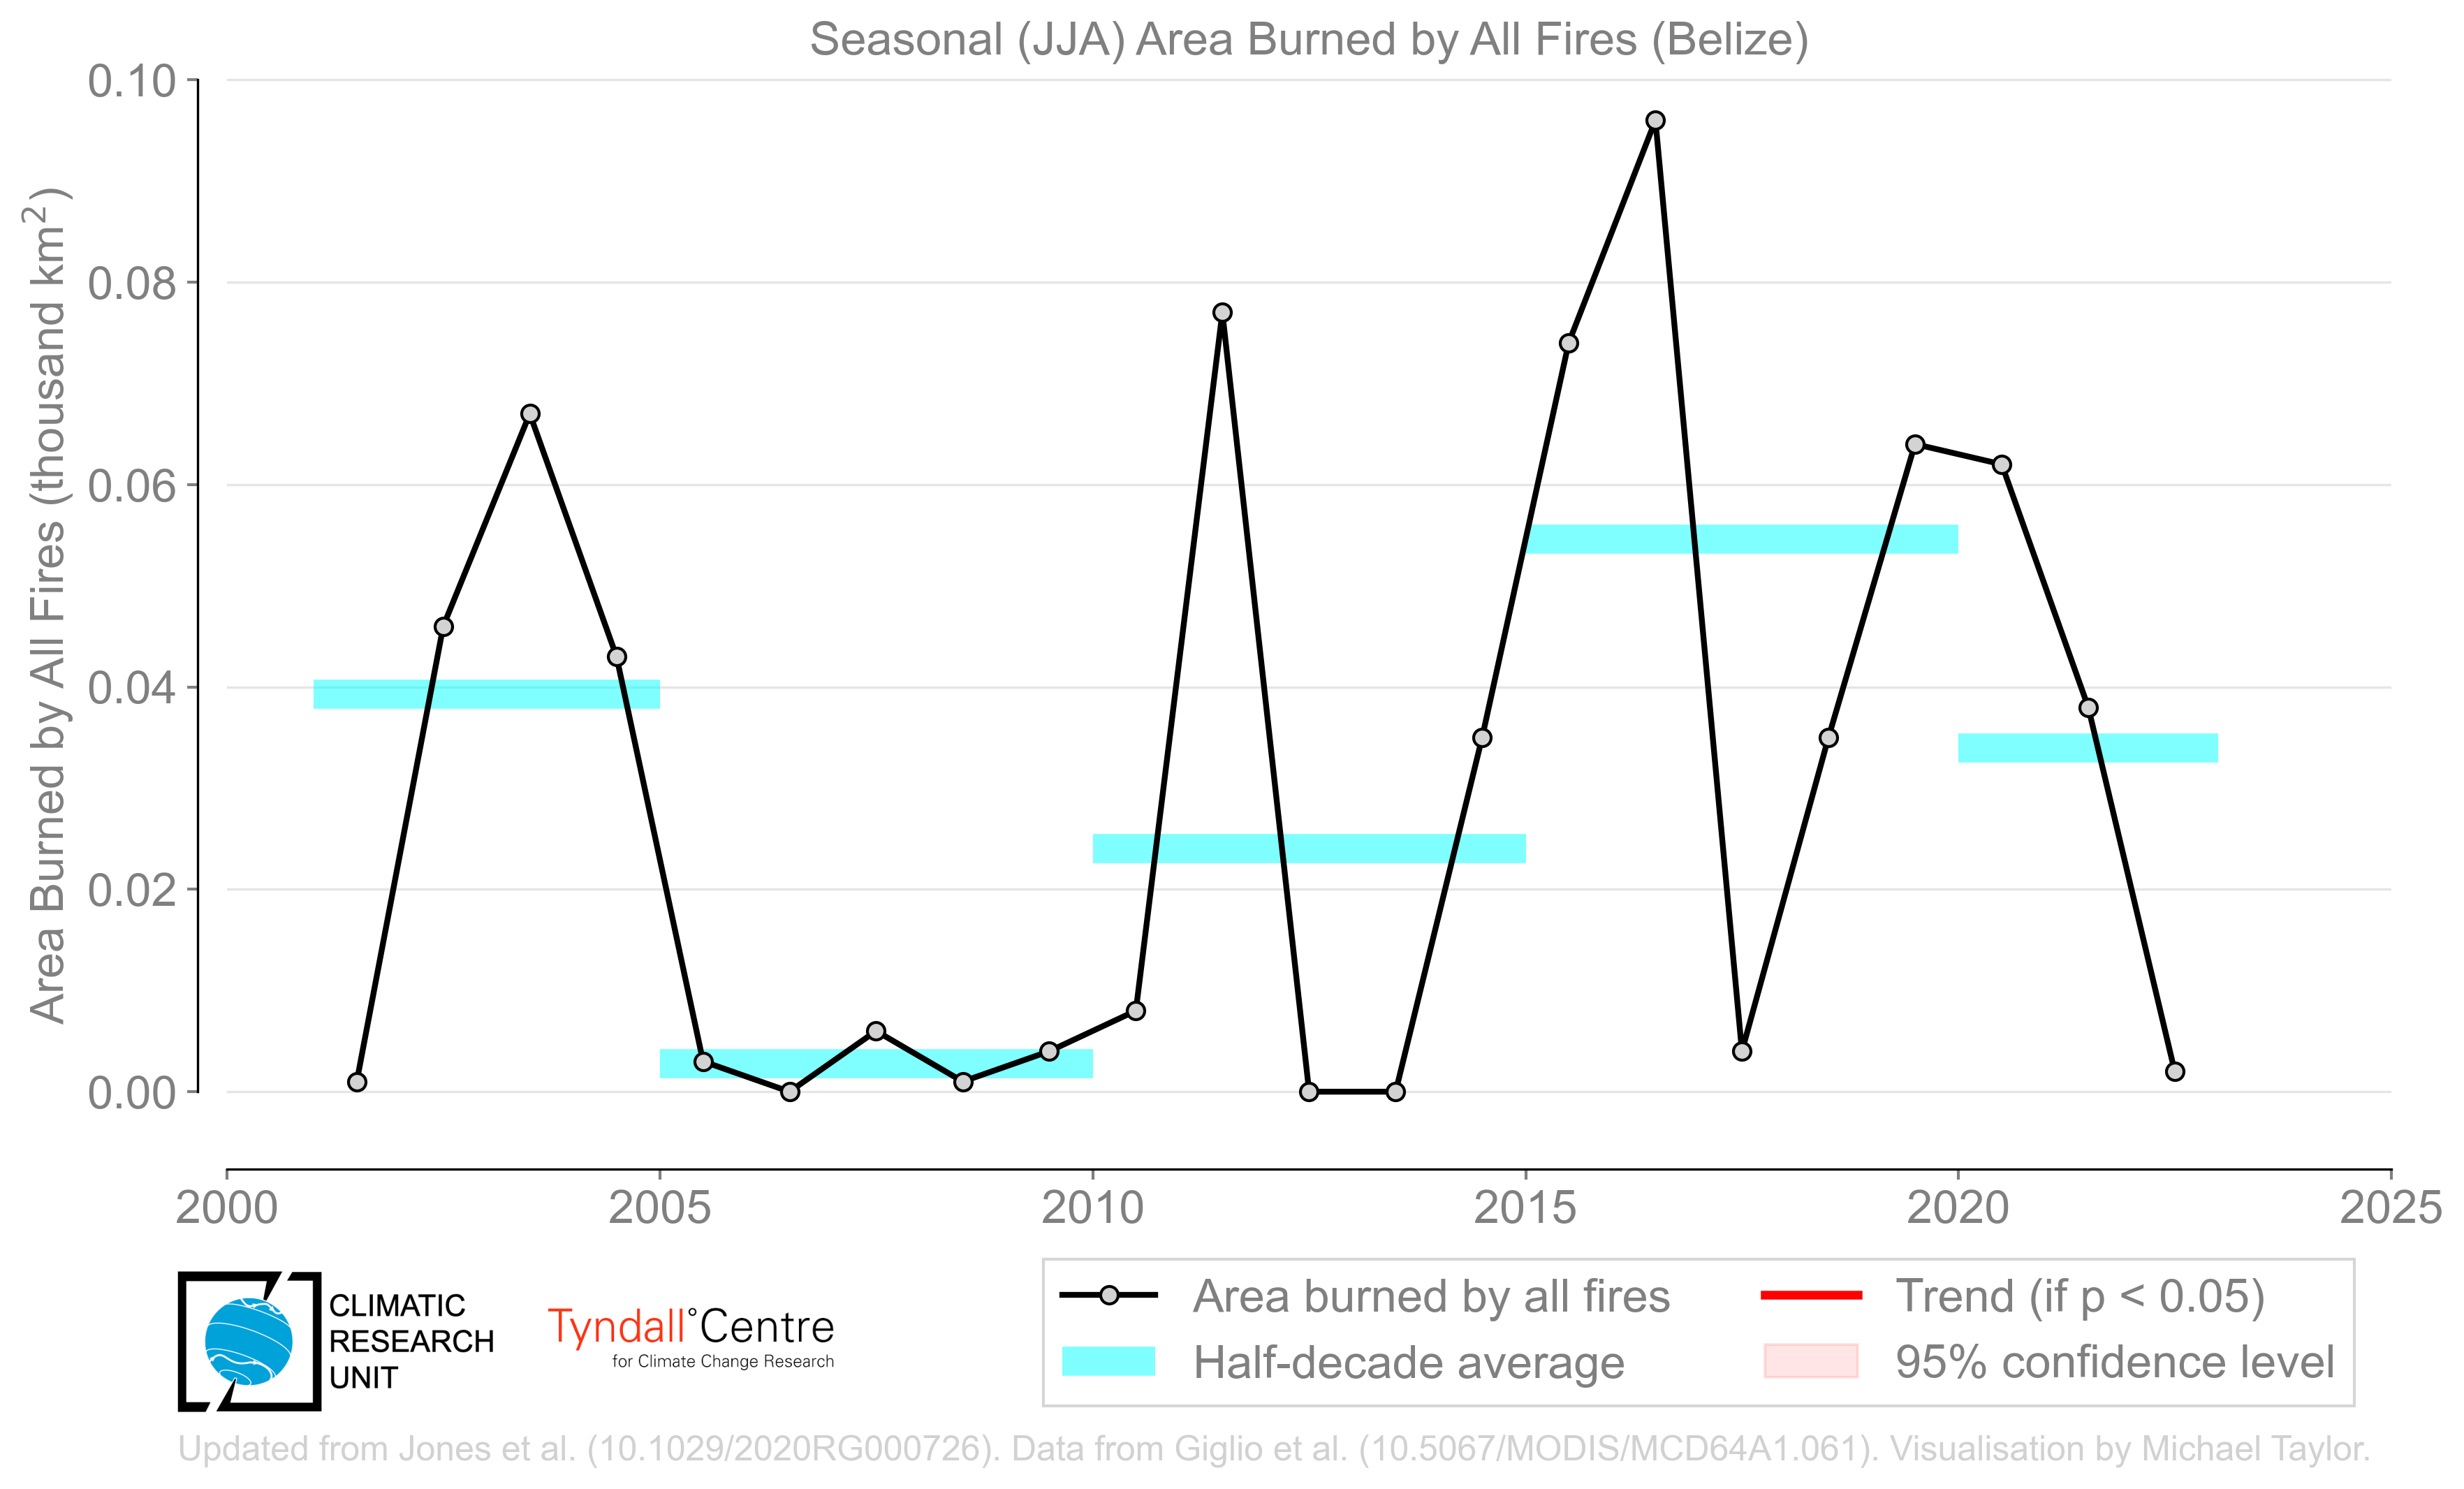 Seasonal (JJA) Area Burned by All Fires (Belize)
Area Burned by All Fires (thousand km²)
0.10
0.08
0.06
0.04
0.02
0.00
2000 2005 2010 2015 2020 2025
CLIMATIC
RESEARCH
UNIT
Tyndall°Centre
for Climate Change Research
Area burned by all fires
Half-decade average
Trend (if p < 0.05)
95% confidence level
Updated from Jones et al. (10.1029/2020RG000726). Data from Giglio et al. (10.5067/MODIS/MCD64A1.061). Visualisation by Michael Taylor.